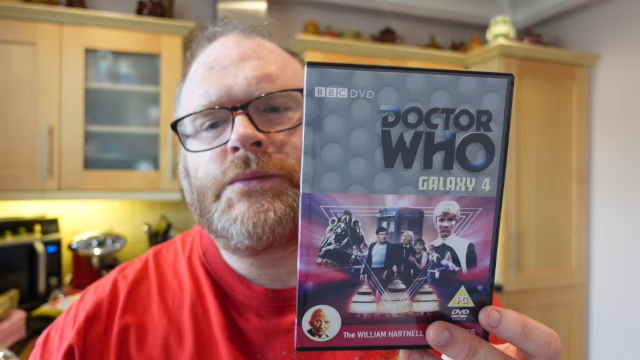 BBC DVD
DOCTOR
WHO
GALAXY 4
PG
DVD
The WILLIAM HARTNELL